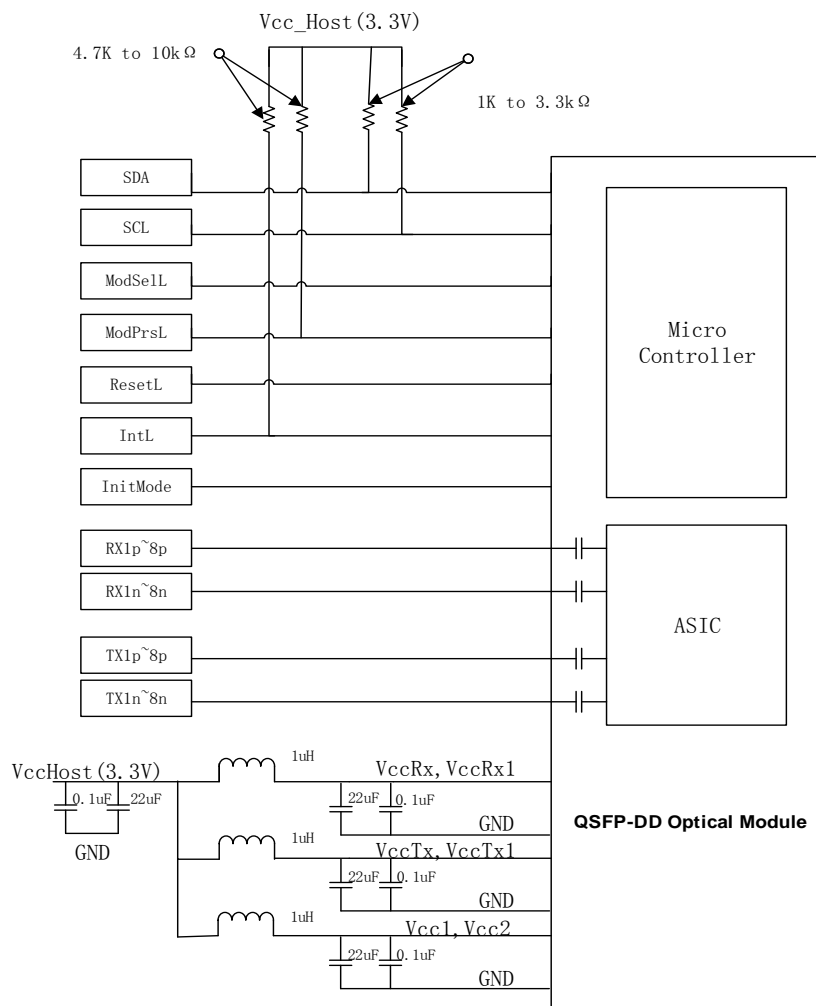 Vcc_Host(3.3V)
4.7K to 10kΩ
1K to 3.3kΩ
SDA
SCL
ModSelL
ModPrsL
ResetL
IntL
InitMode
Micro
Controller
RX1p~8p
RX1n~8n
TX1p~8p
TX1n~8n
ASIC
1uH
VccHost(3.3V)
VccRx,VccRx1
0.1uF
22uF
22uF
0.1uF
GND
GND
QSFP-DD Optical Module
1uH
VccTx,VccTx1
22uF
0.1uF
GND
1uH
Vcc1,Vcc2
22uF
0.1uF
GND